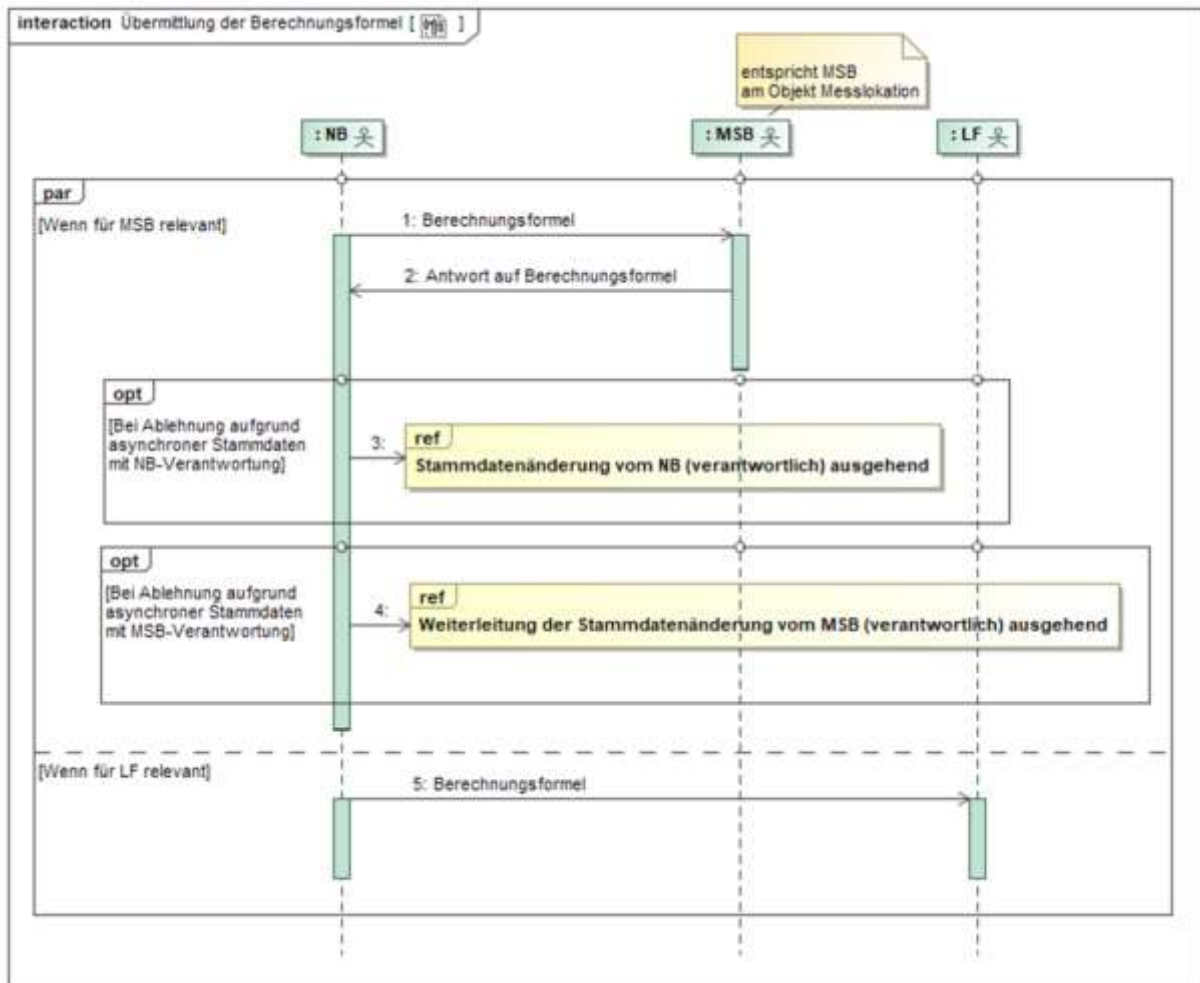 interaction Übermittlung der Berechnungsformel [ ]
entspricht MSB
am Objekt Messlokation
: NB
: MSB
: LF
par
[Wenn für MSB relevant]
1: Berechnungsformel
2: Antwort auf Berechnungsformel
opt
[Bei Ablehnung aufgrund
asynchroner Stammdaten
mit NB-Verantwortung]
3:
ref
Stammdatenänderung vom NB (verantwortlich) ausgehend
opt
[Bei Ablehnung aufgrund
asynchroner Stammdaten
mit MSB-Verantwortung]
4:
ref
Weiterleitung der Stammdatenänderung vom MSB (verantwortlich) ausgehend
[Wenn für LF relevant]
5: Berechnungsformel